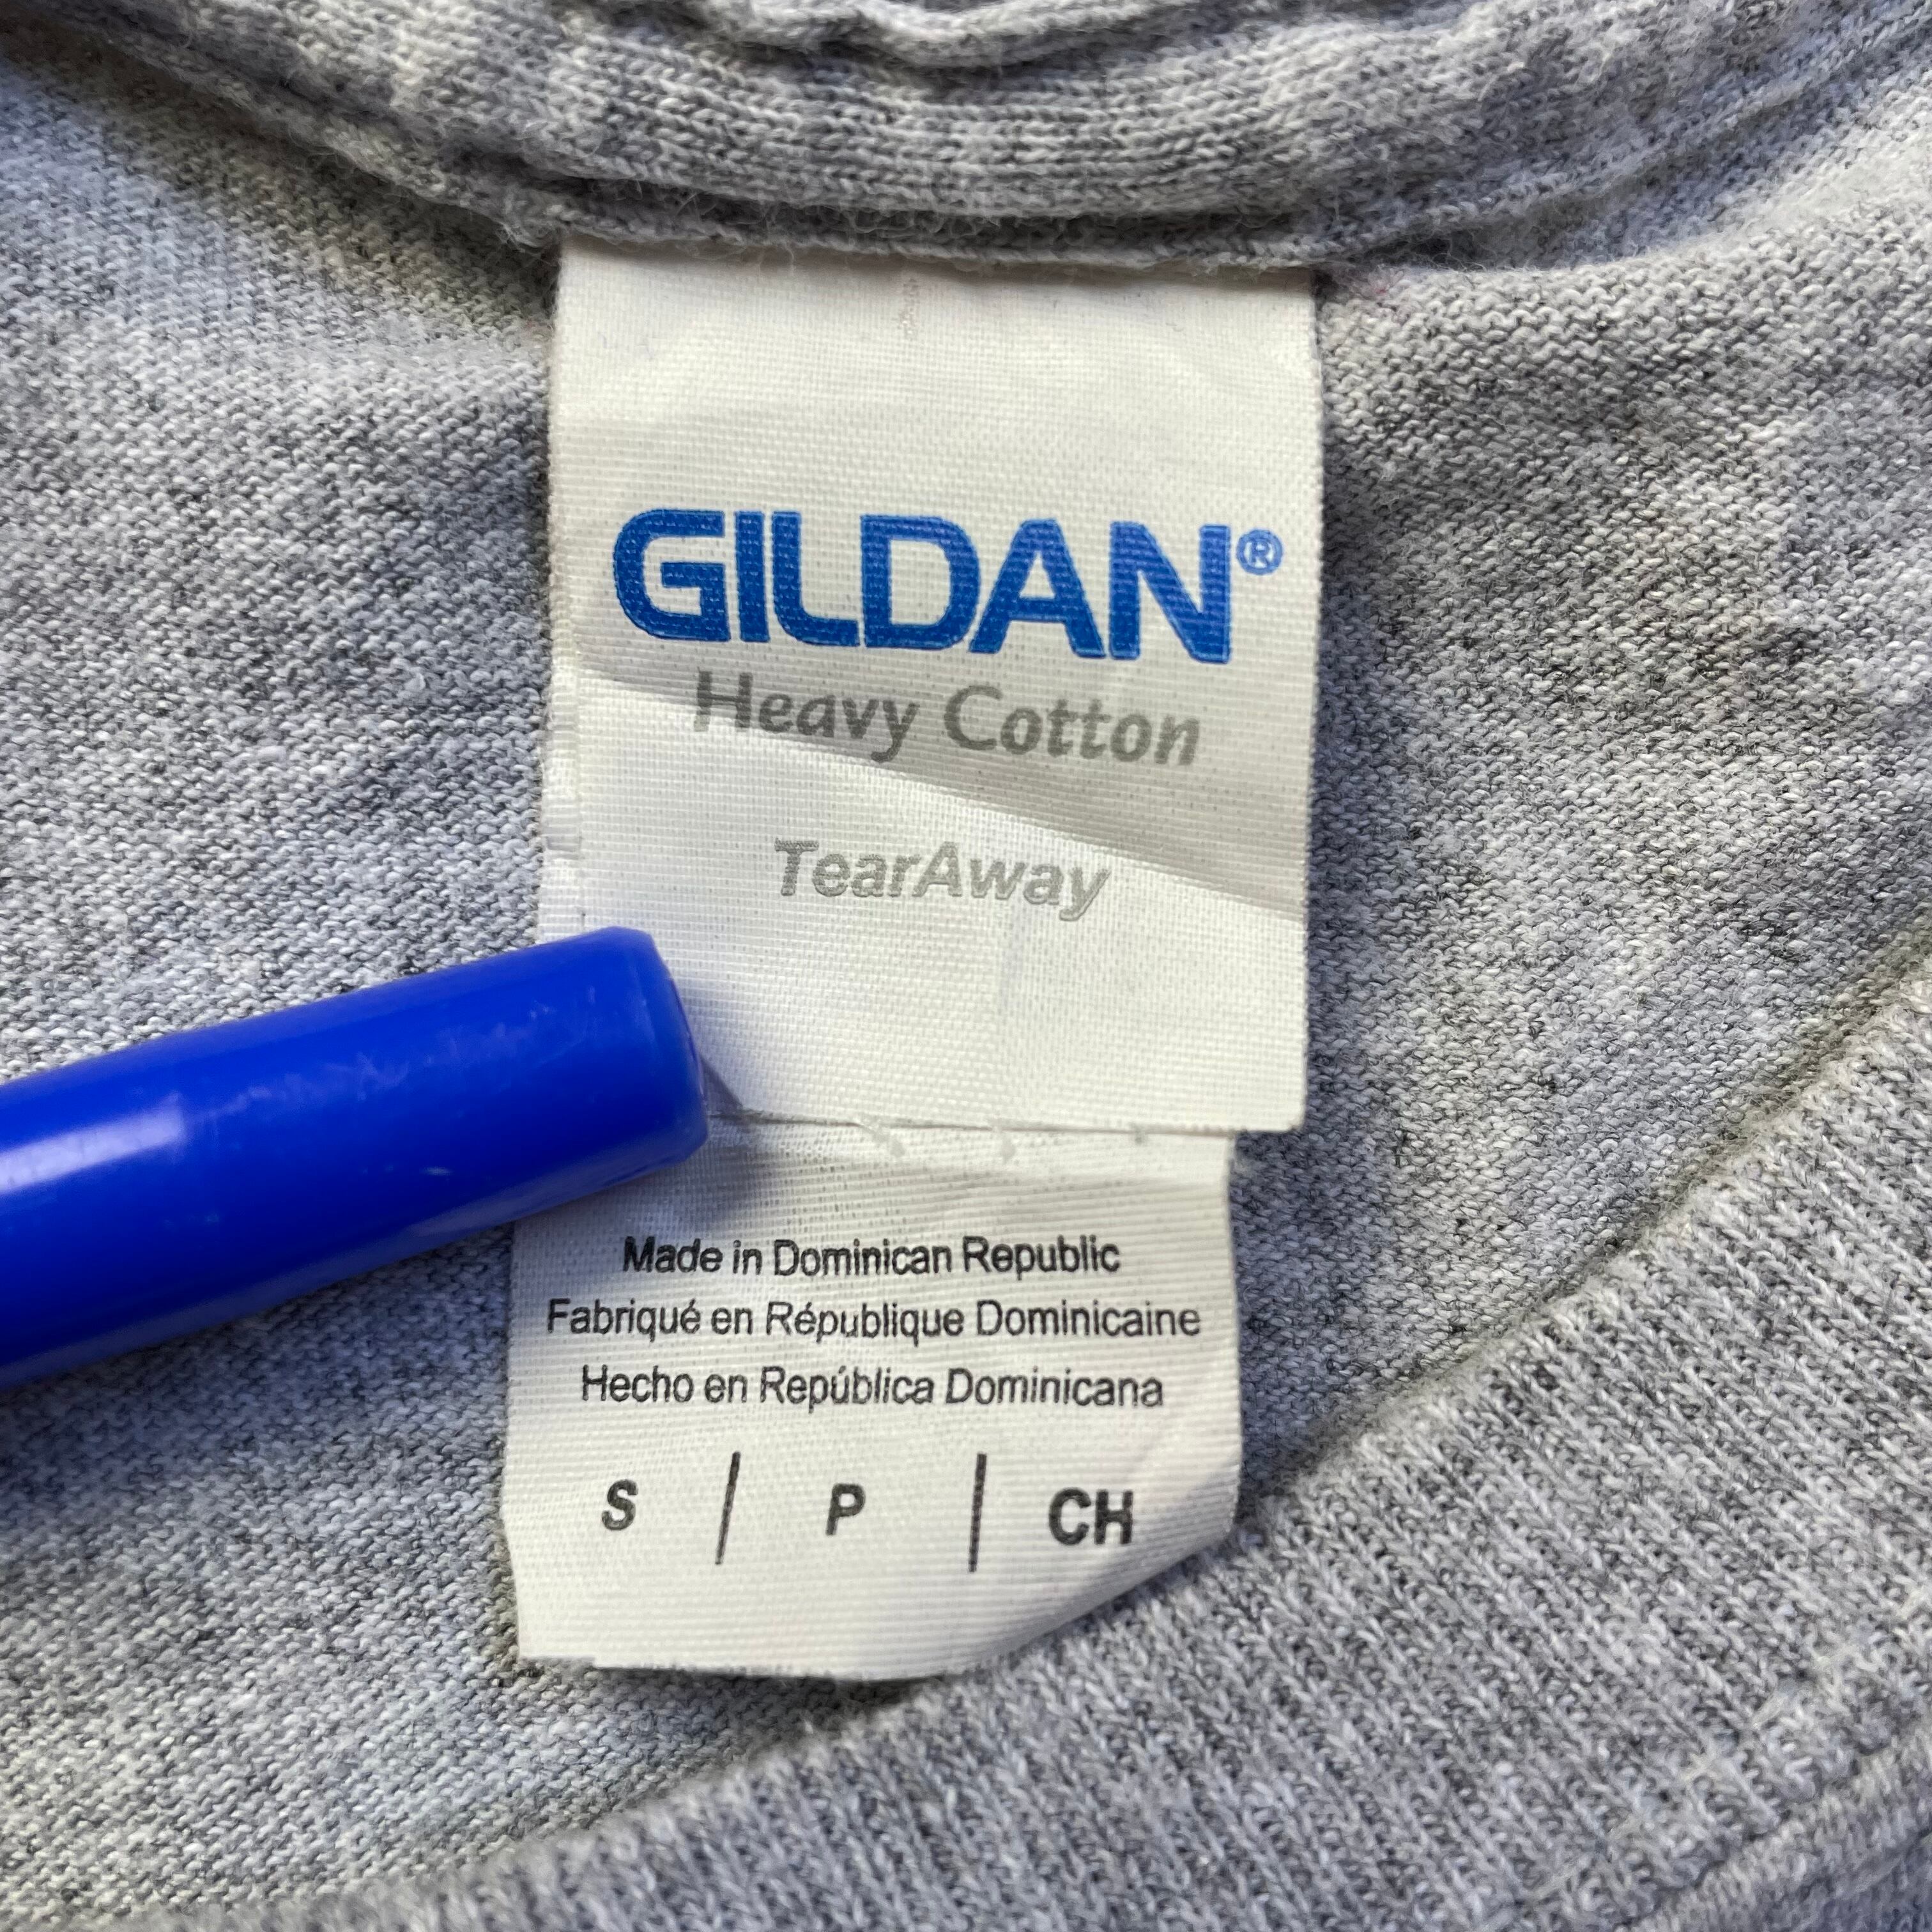 GILDAN®
Heavy Cotton
TearAway
Made in Dominican Republic
Fabriqué en République Dominicaine
Hecho en República Dominicana
S | P | CH